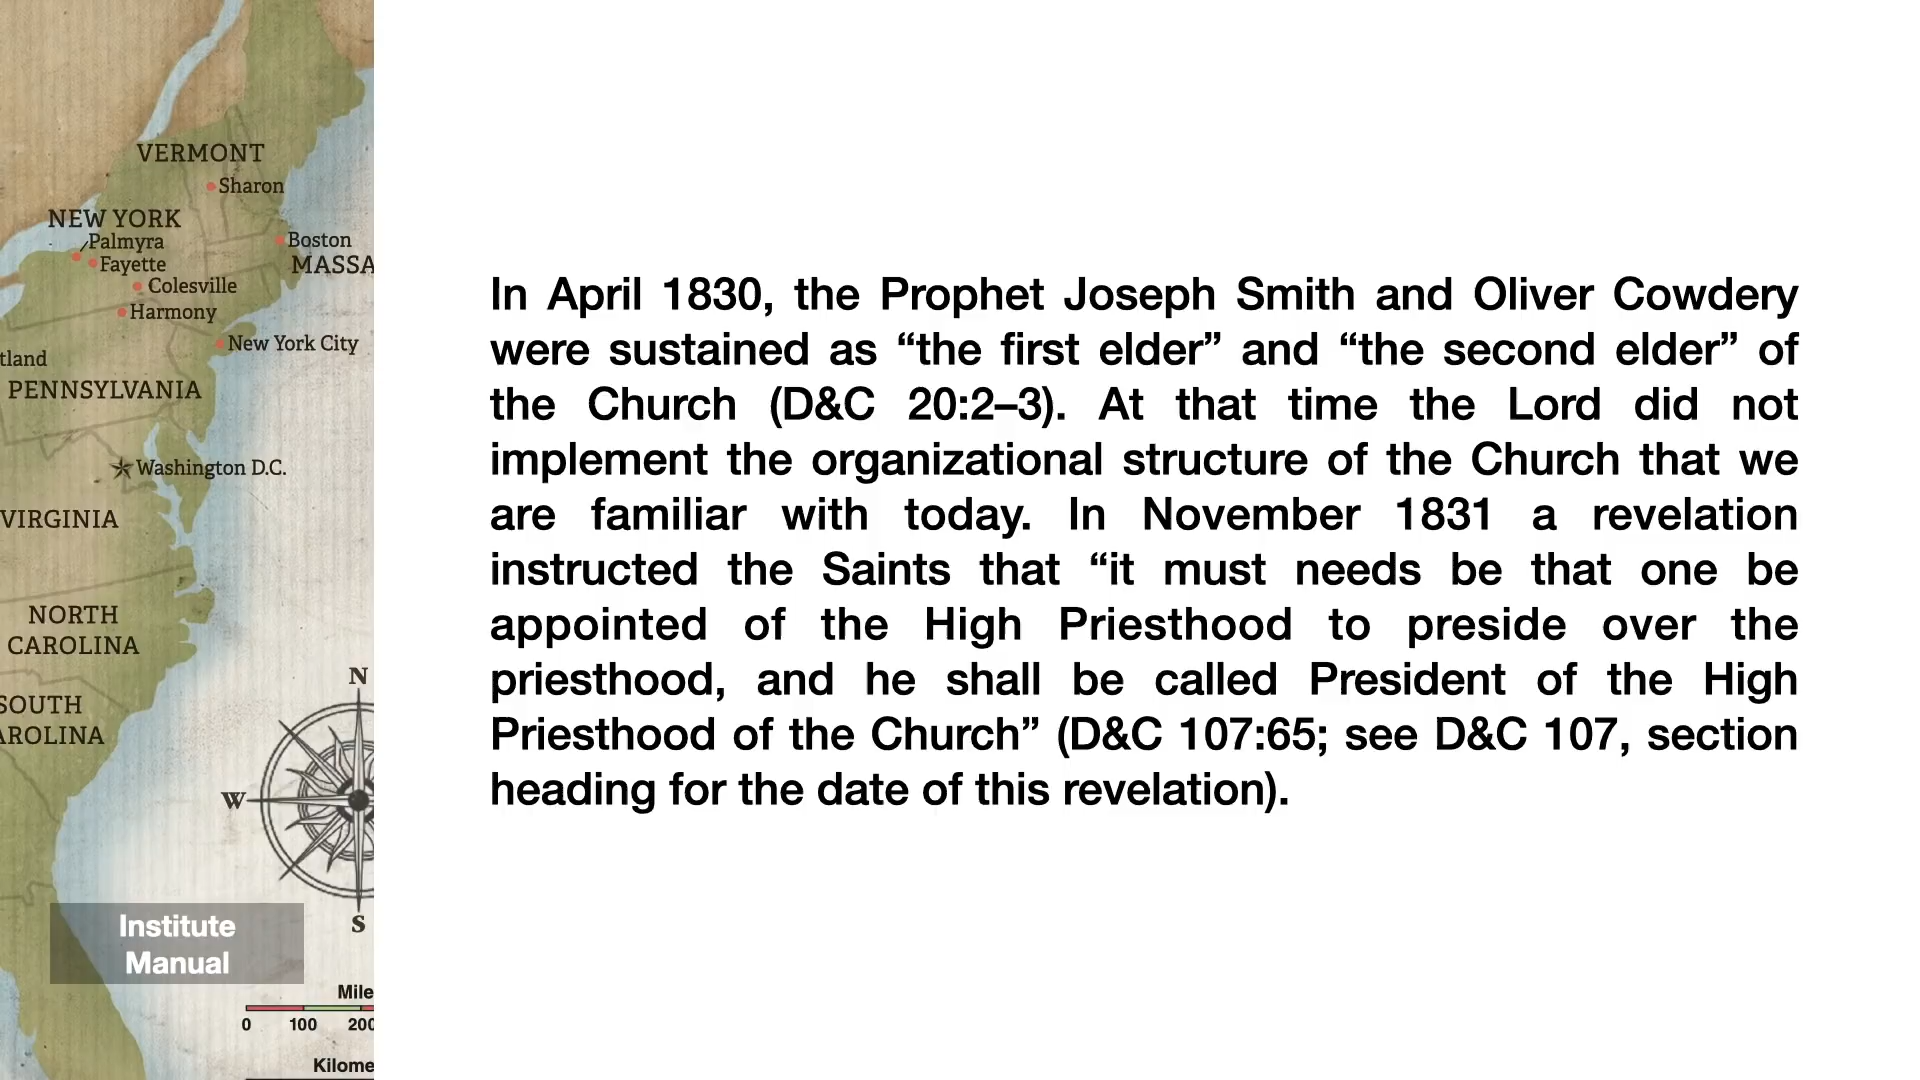 VERMONT
Sharon
NEW YORK
Palmyra
Boston
Fayette
MASSA
Colesville
Harmony
New York City
tland
PENNSYLVANIA
Washington D.C.
VIRGINIA
NORTH
CAROLINA
N
SOUTH
AROLINA
W
S
Institute
Manual
Mile
0 100 200
Kilome
In April 1830, the Prophet Joseph Smith and Oliver Cowdery
were sustained as “the first elder” and “the second elder” of
the Church (D&C 20:2–3). At that time the Lord did not
implement the organizational structure of the Church that we
are familiar with today. In November 1831 a revelation
instructed the Saints that “it must needs be that one be
appointed of the High Priesthood to preside over the
priesthood, and he shall be called President of the High
Priesthood of the Church” (D&C 107:65; see D&C 107, section
heading for the date of this revelation).